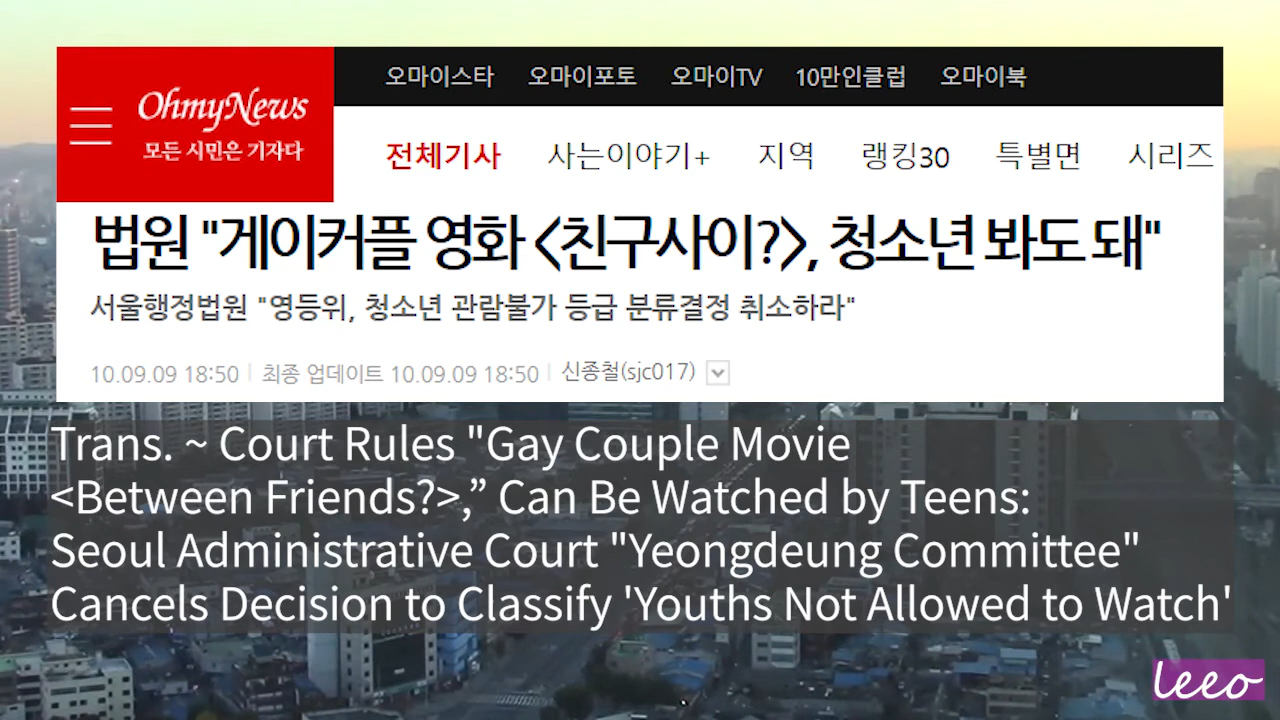 오마이스타 오마이포토 오마이TV 10만인클럽 오마이북
OhmyNews
모든 시민은 기자다
전체기사 사는이야기+ 지역 랭킹30 특별면 시리즈
법원 "게이커플 영화 <친구사이?>, 청소년 봐도 돼"
서울행정법원 "영등위, 청소년 관람불가 등급 분류결정 취소하라"
10.09.09 18:50 | 최종 업데이트 10.09.09 18:50 | 신종철(sjc017)
Trans. ~ Court Rules "Gay Couple Movie
<Between Friends?>,” Can Be Watched by Teens:
Seoul Administrative Court "Yeongdeung Committee"
Cancels Decision to Classify 'Youths Not Allowed to Watch'
leeo